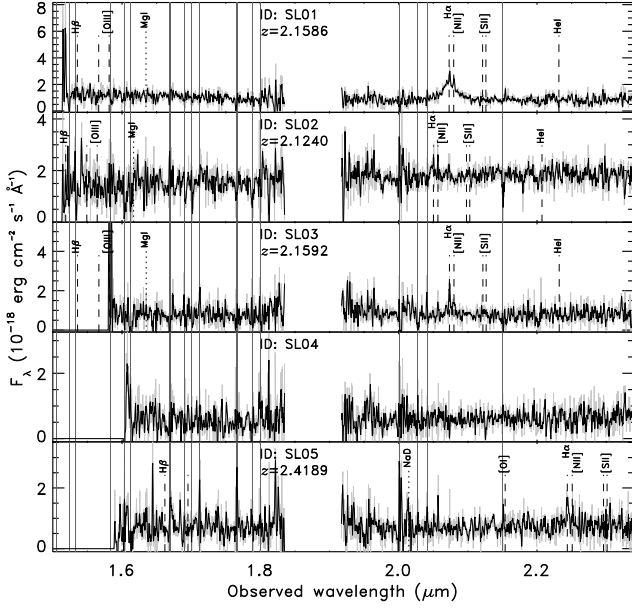 8
6
4
2
0
Hβ
[OIII]
MgI
ID: SL01
z=2.1586
Hα
[NII]
[SII]
HeI
4
2
0
Hβ
[OIII]
MgI
ID: SL02
z=2.1240
Hα
[NII]
[SII]
HeI
4
2
0
Hβ
[OIII]
MgI
ID: SL03
z=2.1592
Hα
[NII]
[SII]
HeI
2
0
ID: SL04
2
0
Hβ
ID: SL05
z=2.4189
NaD
[OI]
Hα
[NII]
[SII]
Fλ (10⁻¹⁸ erg cm⁻² s⁻¹ Å⁻¹)
1.6 1.8 2.0 2.2
Observed wavelength (μm)